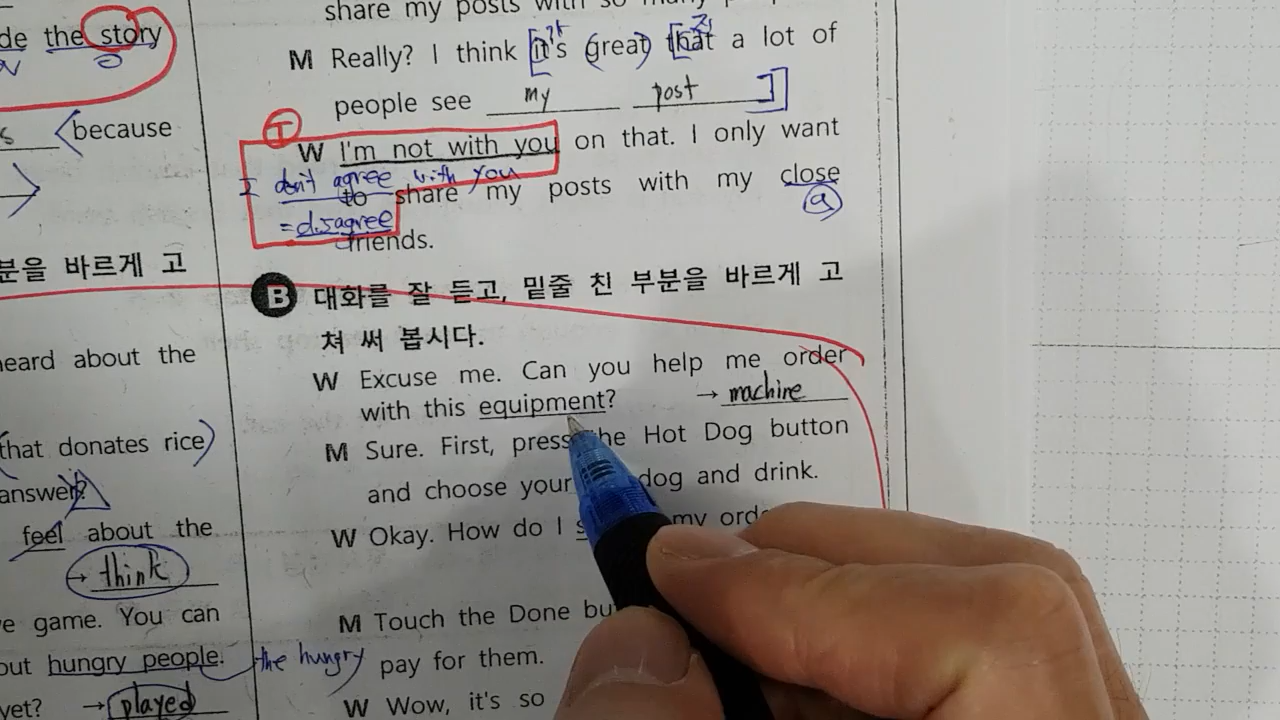 de the story
O
s because
분을 바르게 고
heard about the
(that donates rice)
answer?
feel about the
→ think
e game. You can
out hungry people. the hungry
yet? → played
share my posts with so many
M Really? I think it's great that a lot of
people see my post
T
W I'm not with you on that. I only want
I don't agree with you
to share my posts with my close
= disagree
a
friends.
B 대화를 잘 듣고, 밑줄 친 부분을 바르게 고
쳐 써 봅시다.
W Excuse me. Can you help me order
with this equipment? → machine
M Sure. First, press the Hot Dog button
and choose your dog and drink.
W Okay. How do I my
M Touch the Done
pay for them.
W Wow, it's so